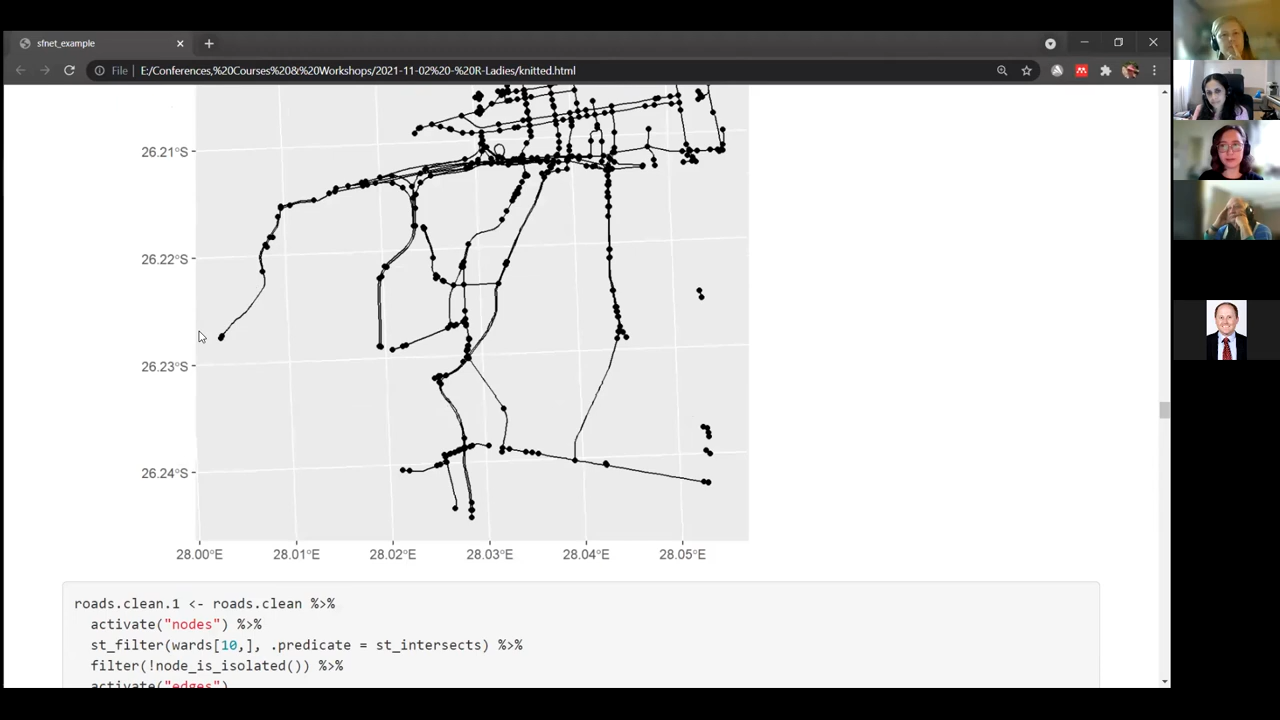 sfnet_example
File E:/Conferences,%20Courses%20&%20Workshops/2021-11-02%20-%20R-Ladies/knitted.html
26.21°S
26.22°S
26.23°S
26.24°S
28.00°E 28.01°E 28.02°E 28.03°E 28.04°E 28.05°E
roads.clean.1 <- roads.clean %>%
activate("nodes") %>%
st_filter(wards[10,], .predicate = st_intersects) %>%
filter(!node_is_isolated()) %>%
activate("edges")